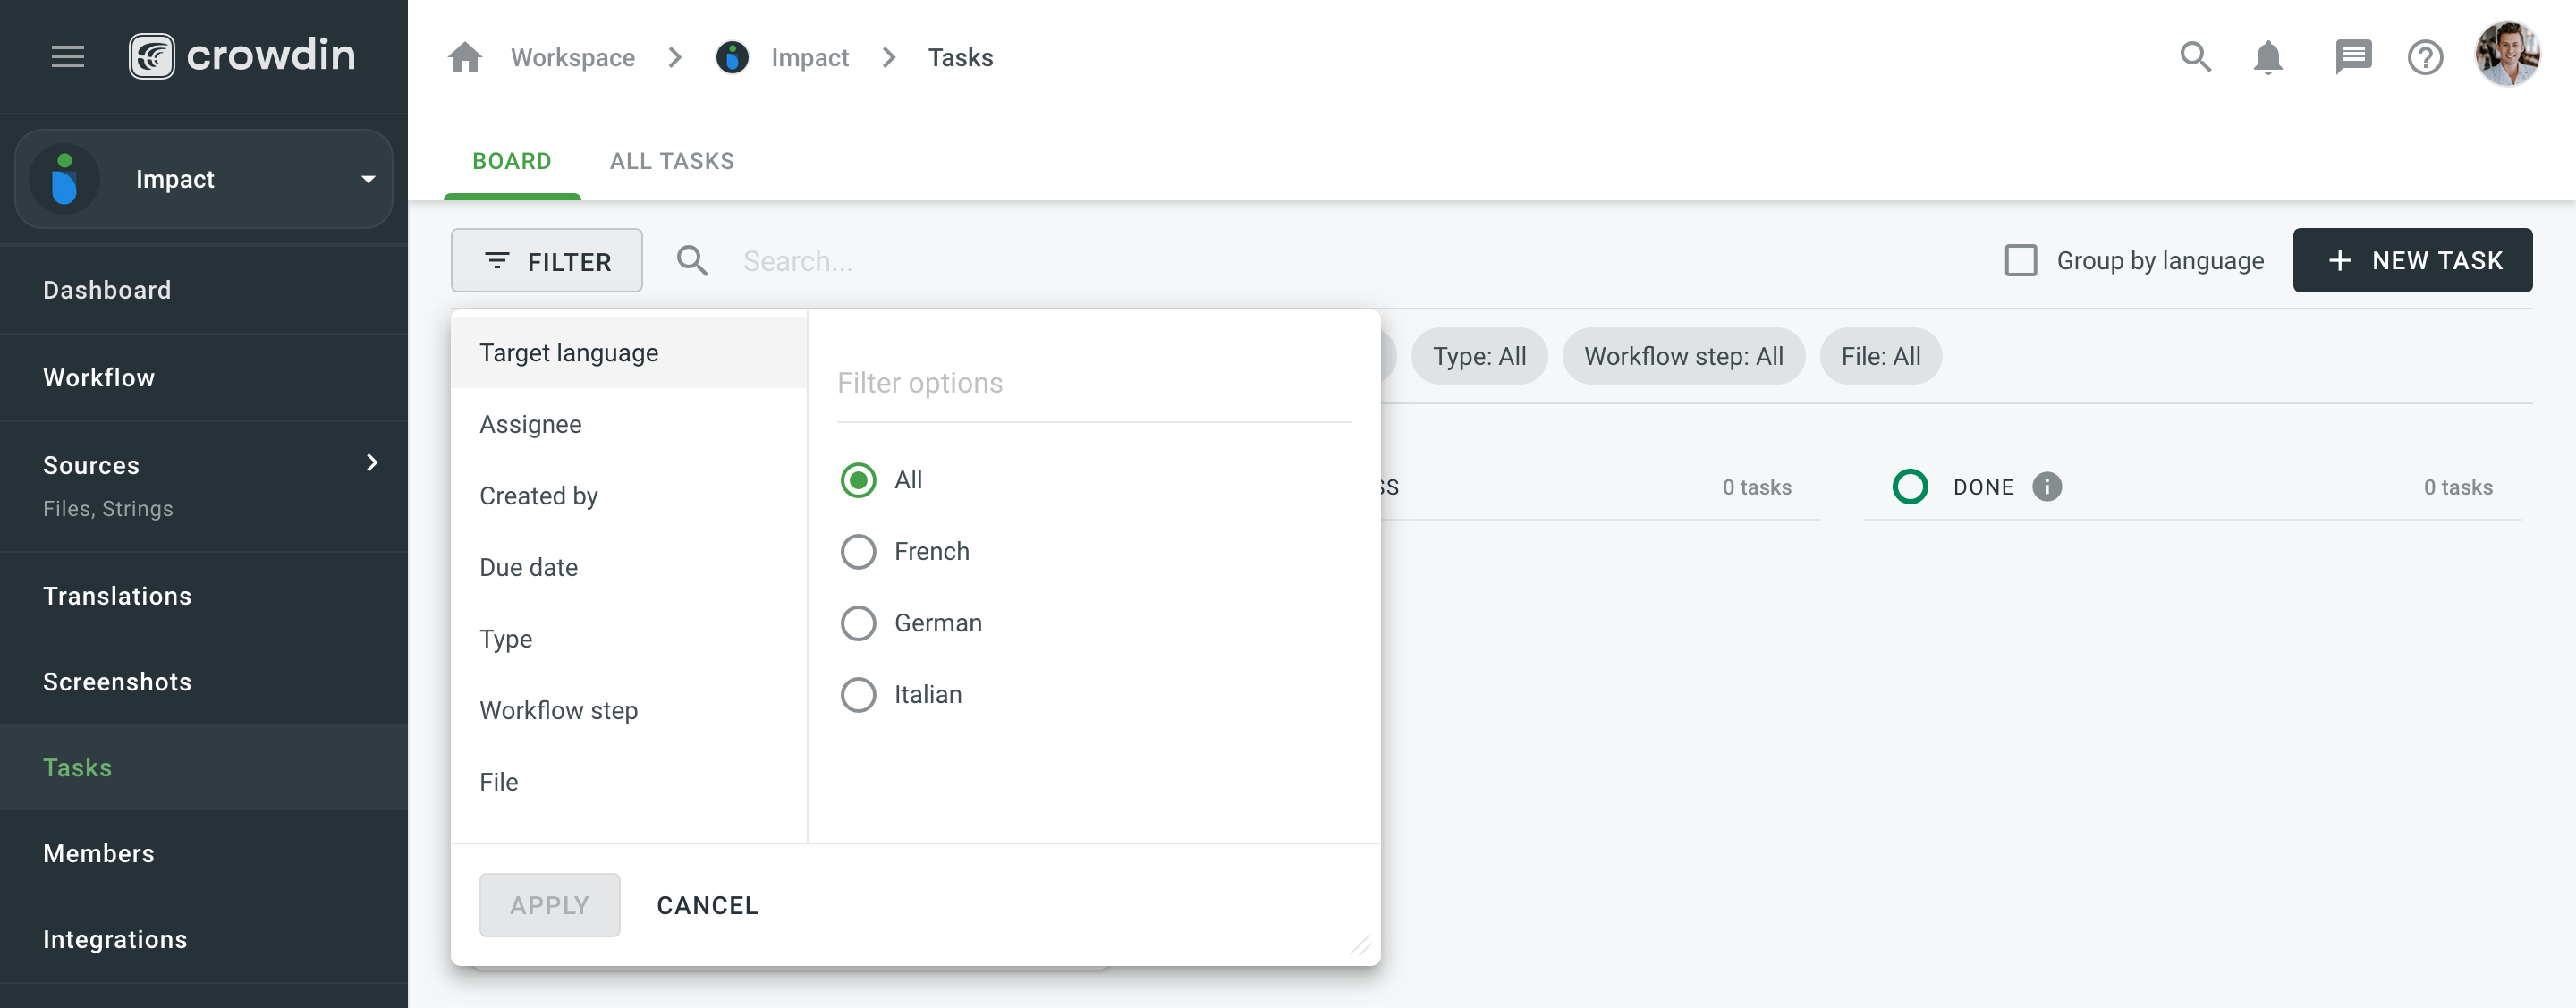 crowdin
Workspace
Impact
Tasks
Impact
BOARD
ALL TASKS
FILTER
Search...
Group by language
NEW TASK
Dashboard
Workflow
Sources
Files, Strings
Translations
Screenshots
Tasks
Members
Integrations
Target language
Assignee
Created by
Due date
Type
Workflow step
File
Filter options
All
French
German
Italian
APPLY
CANCEL
Type: All
Workflow step: All
File: All
0 tasks
DONE
0 tasks